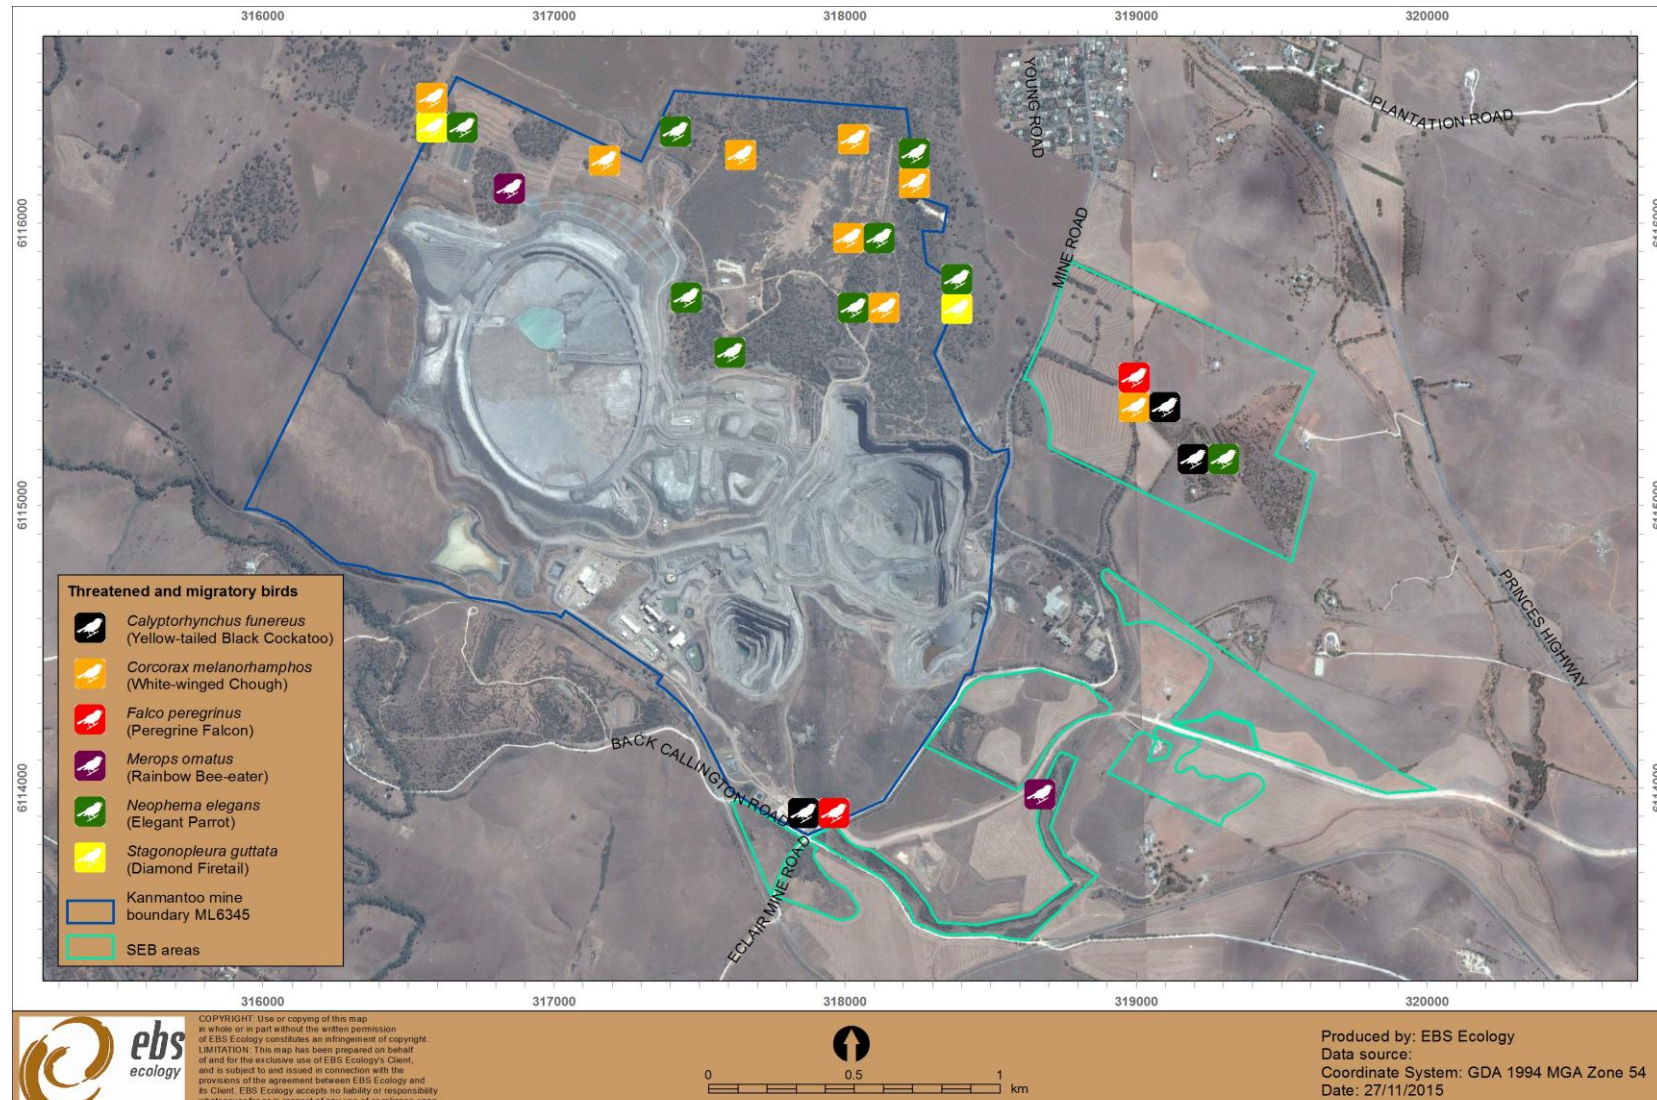 316000
317000
318000
319000
320000
YOUNG ROAD
PLANTATION ROAD
6116000
6116000
MINE ROAD
6115000
6115000
PRINCES HIGHWAY
Threatened and migratory birds
Calyptorhynchus funereus
(Yellow-tailed Black Cockatoo)
Corcorax melanorhamphos
(White-winged Chough)
Falco peregrinus
(Peregrine Falcon)
Merops ornatus
(Rainbow Bee-eater)
Neophema elegans
(Elegant Parrot)
Stagonopleura guttata
(Diamond Firetail)
Kanmantoo mine
boundary ML6345
SEB areas
BACK CALLINGTON ROAD
6114000
6114000
ECLAIR MINE ROAD
316000
317000
318000
319000
320000
ebs
ecology
COPYRIGHT: Use or copying of this map
in whole or in part without the written permission
of EBS Ecology constitutes an infringement of copyright.
LIMITATION: This map has been prepared on behalf
of and for the exclusive use of EBS Ecology's Client,
and is subject to and issued in connection with the
provisions of the agreement between EBS Ecology and
its Client. EBS Ecology accepts no liability or responsibility
0
0.5
1
km
Produced by: EBS Ecology
Data source:
Coordinate System: GDA 1994 MGA Zone 54
Date: 27/11/2015